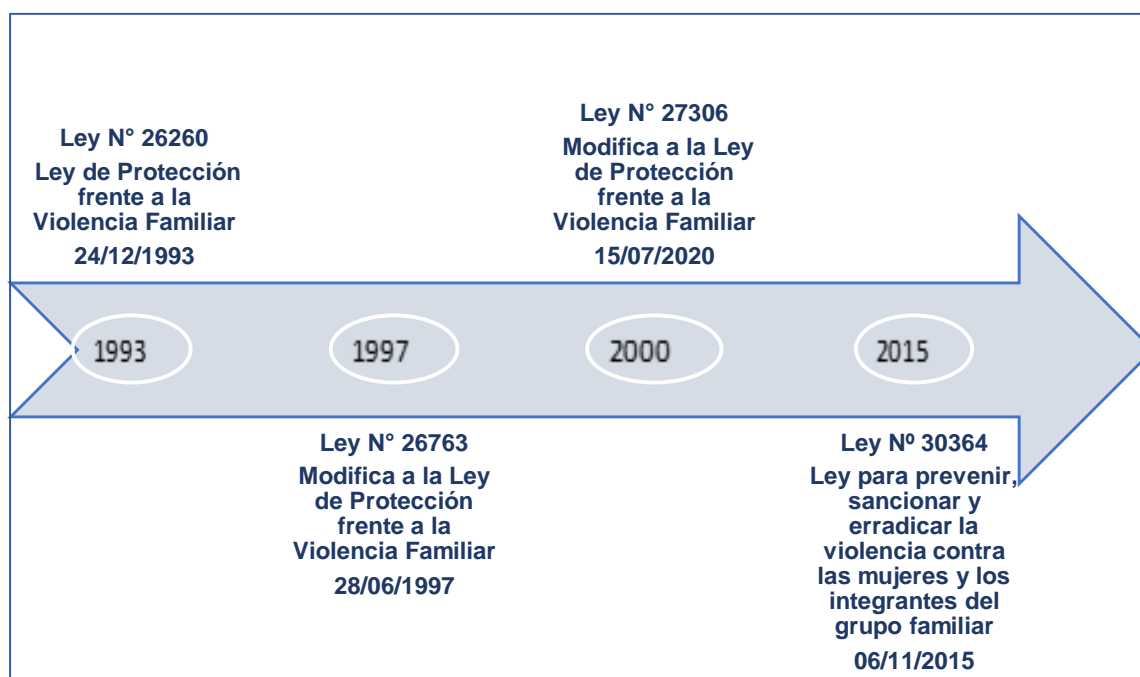 Ley N° 26260
Ley de Protección
frente a la
Violencia Familiar
24/12/1993
Ley N° 27306
Modifica a la Ley
de Protección
frente a la
Violencia Familiar
15/07/2020
1993
1997
2000
2015
Ley N° 26763
Modifica a la Ley
de Protección
frente a la
Violencia Familiar
28/06/1997
Ley Nº 30364
Ley para prevenir,
sancionar y
erradicar la
violencia contra
las mujeres y los
integrantes del
grupo familiar
06/11/2015